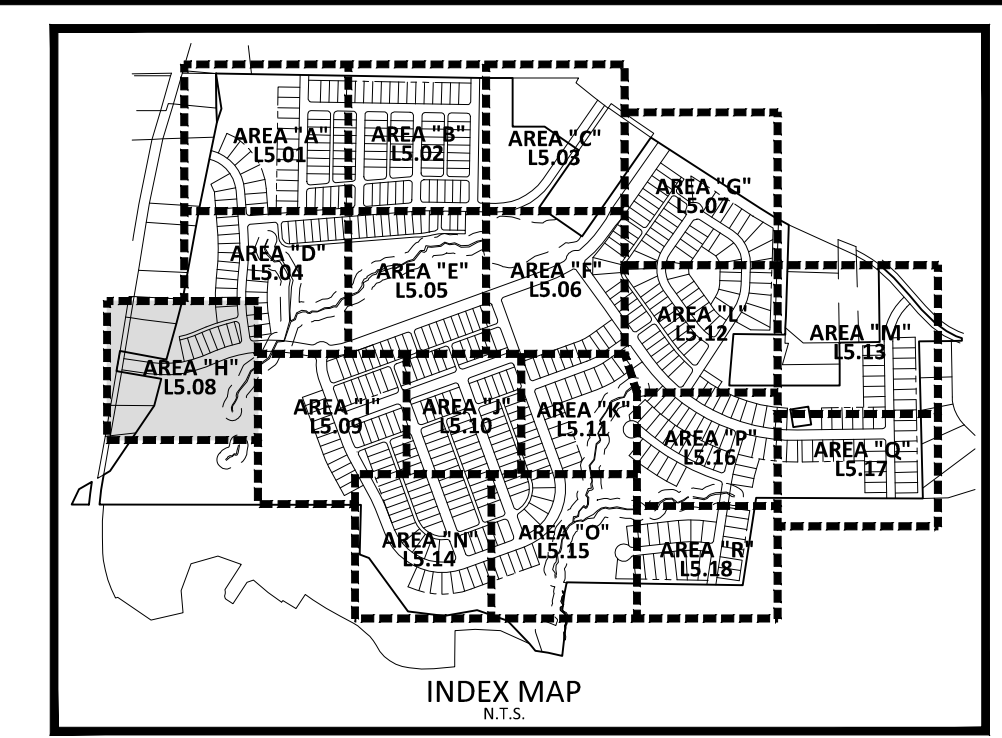 AREA "A"
L5.01
AREA "B"
L5.02
AREA "C"
L5.03
AREA "G"
L5.07
AREA "D"
L5.04
AREA "E"
L5.05
AREA "F"
L5.06
AREA "L"
L5.12
AREA "M"
L5.13
AREA "H"
L5.08
AREA "I"
L5.09
AREA "J"
L5.10
AREA "K"
L5.11
AREA "P"
L5.16
AREA "Q"
L5.17
AREA "N"
L5.14
AREA "O"
L5.15
AREA "R"
L5.18
INDEX MAP
N.T.S.